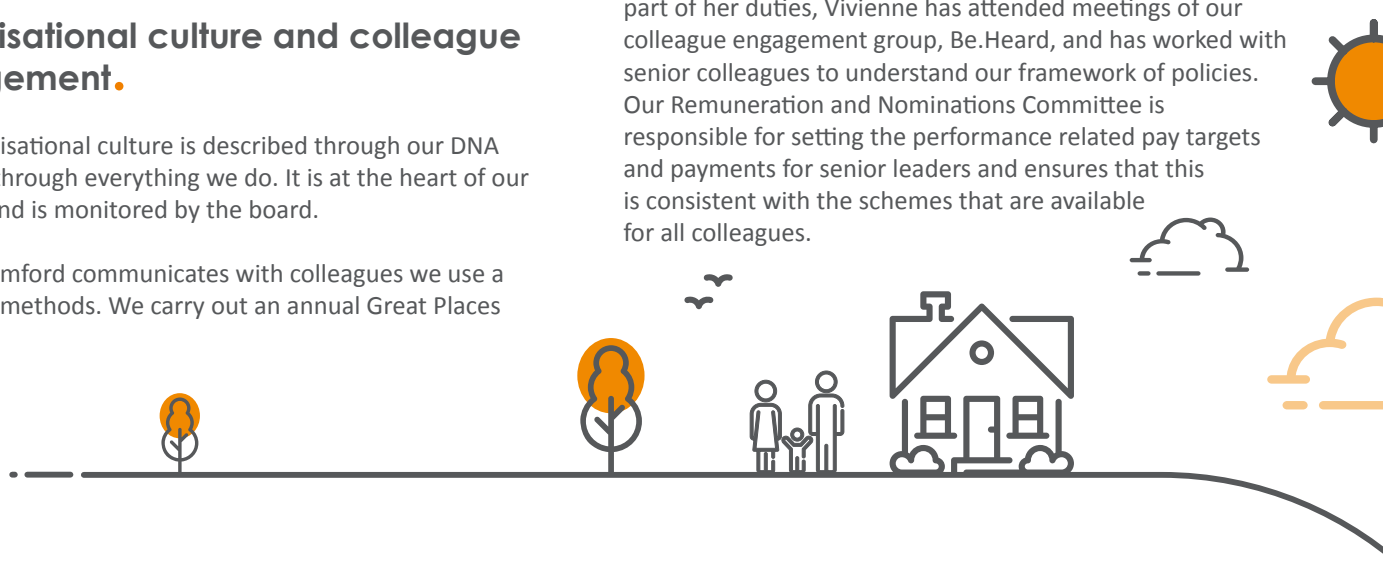 isational culture and colleague
gement.
isational culture is described through our DNA
through everything we do. It is at the heart of our
nd is monitored by the board.
mford communicates with colleagues we use a
methods. We carry out an annual Great Places
part of her duties, Vivienne has attended meetings of our
colleague engagement group, Be.Heard, and has worked with
senior colleagues to understand our framework of policies.
Our Remuneration and Nominations Committee is
responsible for setting the performance related pay targets
and payments for senior leaders and ensures that this
is consistent with the schemes that are available
for all colleagues.